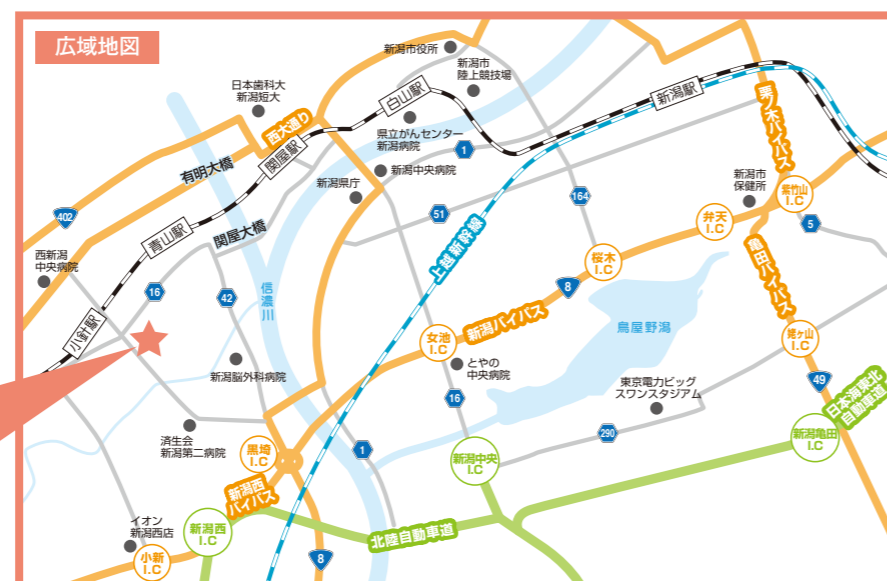 広域地図
新潟市役所
新潟市
陸上競技場
日本歯科大
新潟短大
白山駅
新潟駅
栗ノ木バイパス
西大通り
県立がんセンター
新潟病院
1
関屋駅
有明大橋
新潟中央病院
新潟県庁
新潟市
保健所
紫竹山
I.C
164
51
402
青山駅
関屋大橋
弁天
I.C
5
上越新幹線
亀田バイパス
西新潟
中央病院
桜木
I.C
16
42
信濃川
8
新潟バイパス
鳥屋野潟
小針駅
女池
I.C
姥ヶ山
I.C
新潟脳外科病院
とやの
中央病院
49
東京電力ビッグ
スワンスタジアム
16
日本海東北
自動車道
済生会
新潟第二病院
290
新潟亀田
I.C
黒埼
I.C
1
新潟中央
I.C
新潟西
バイパス
イオン
新潟西店
新潟西
I.C
北陸自動車道
小新
I.C
8